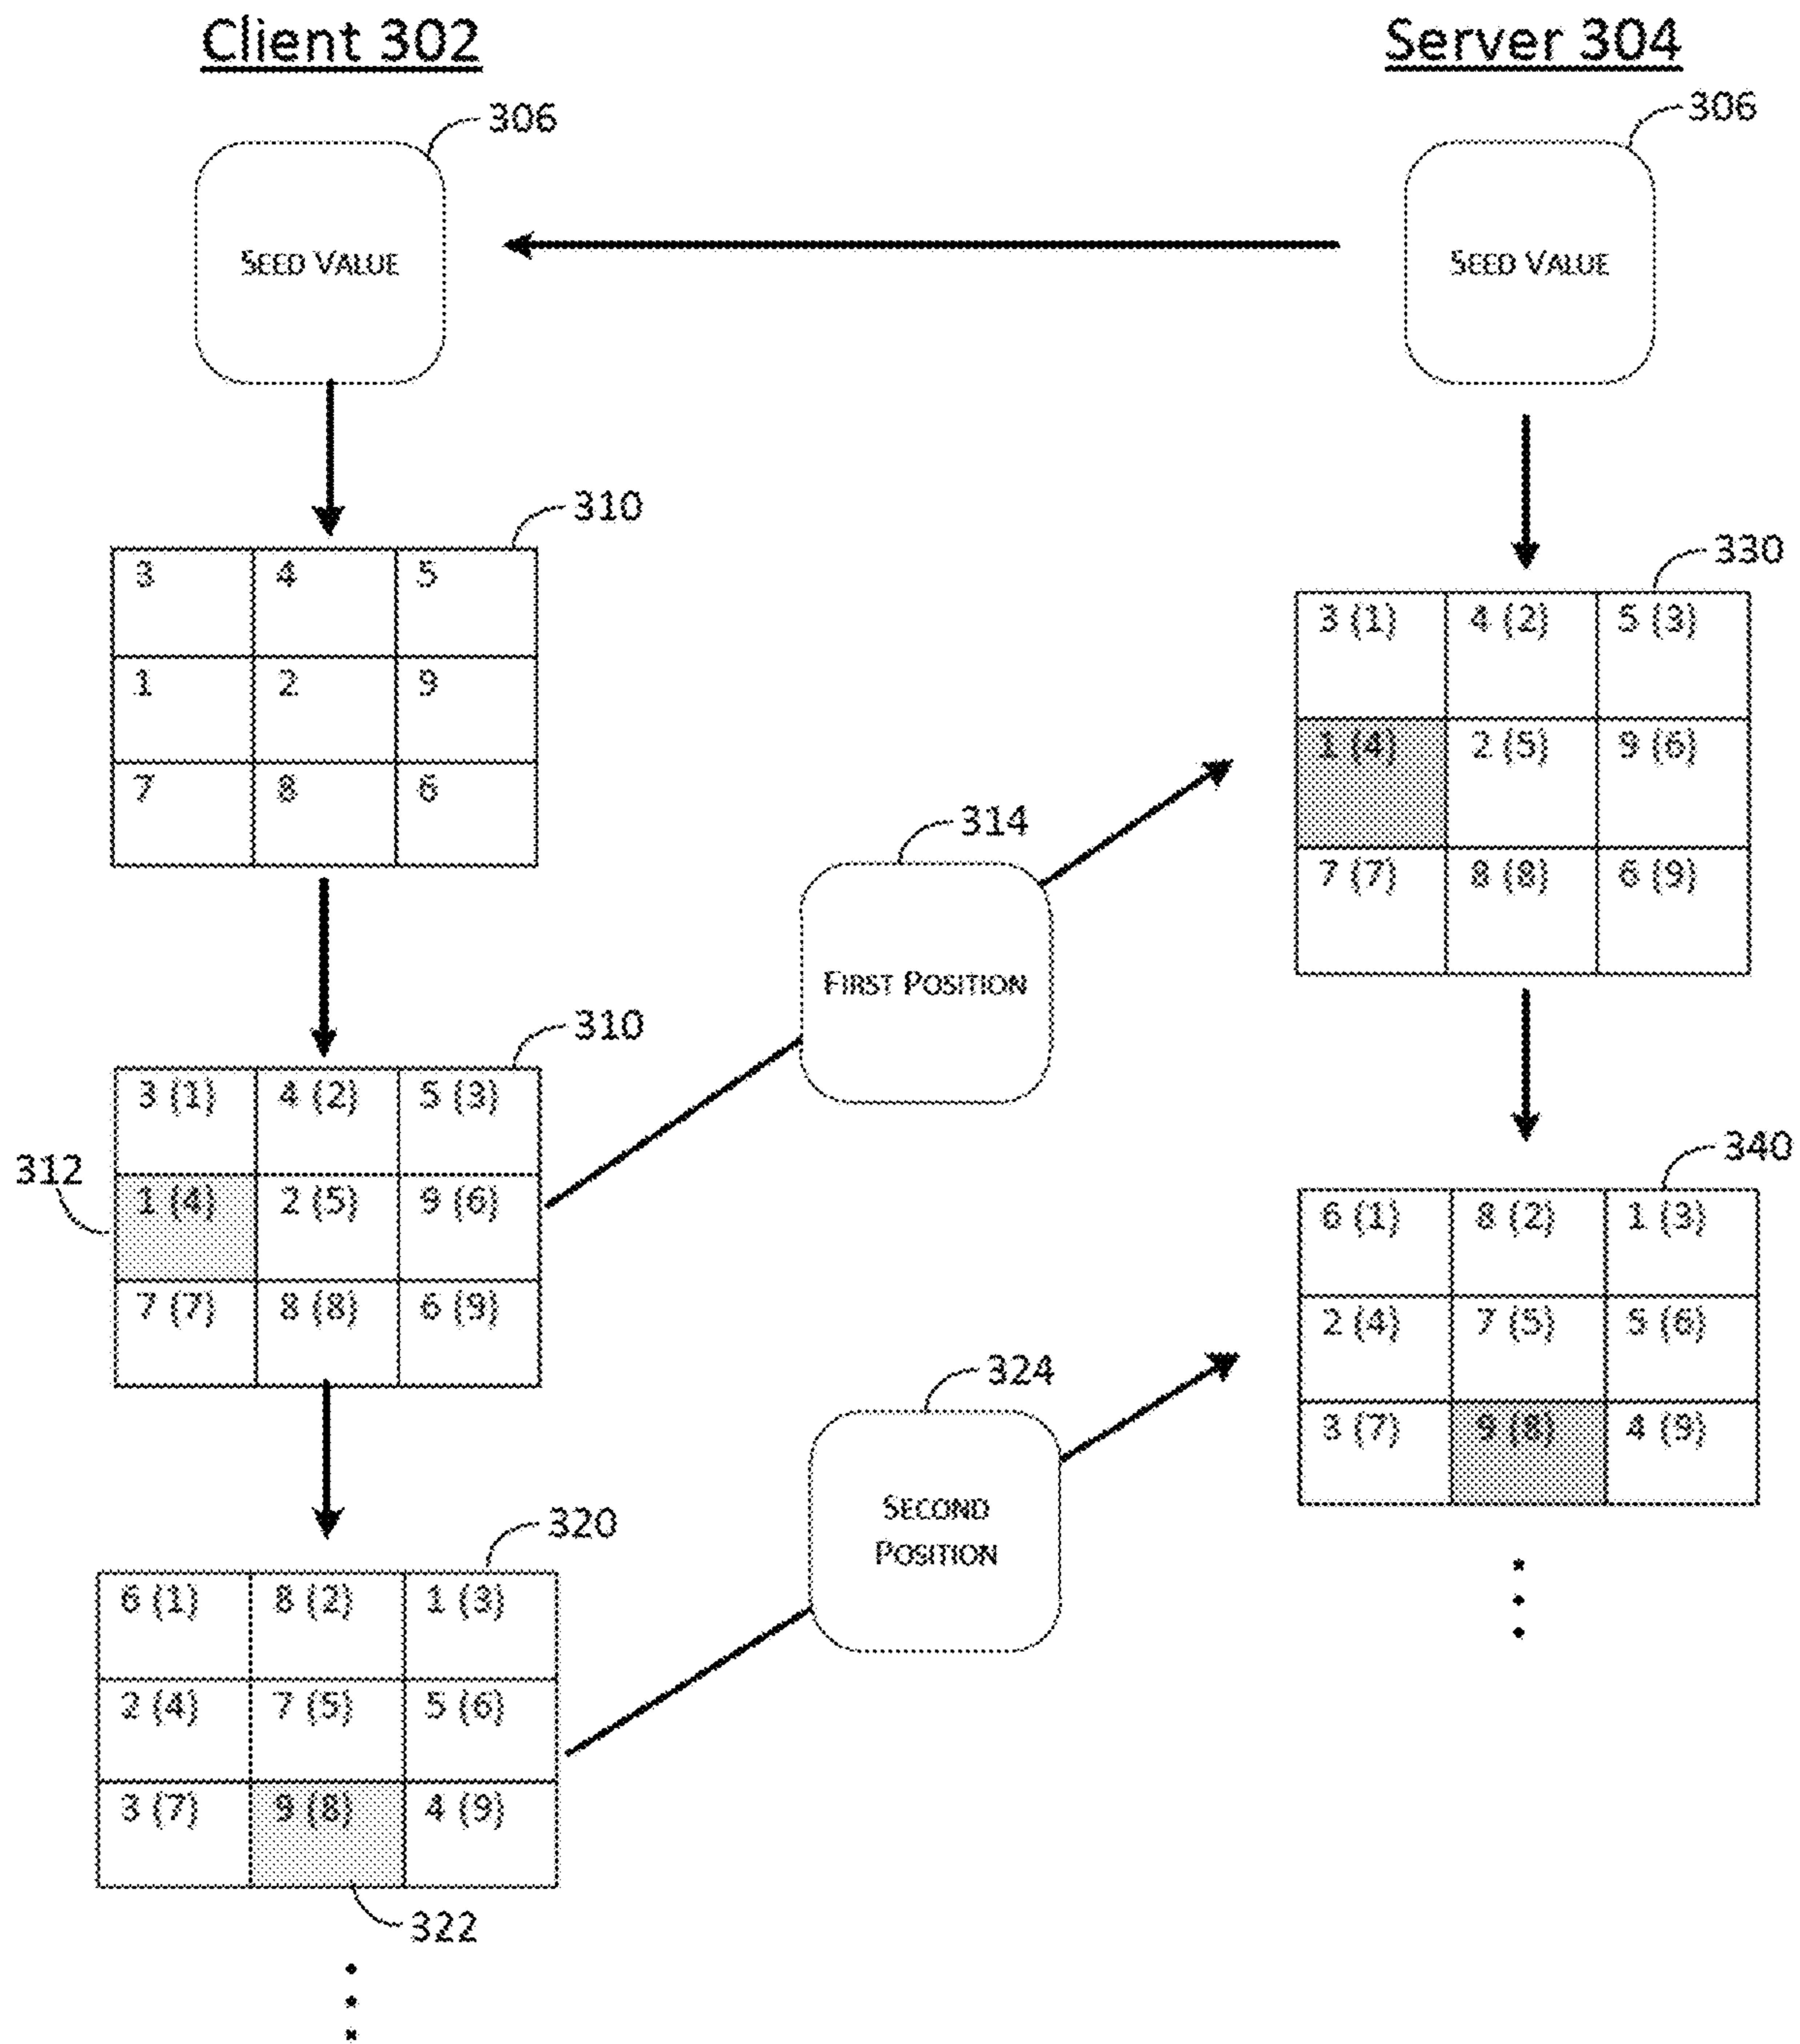 Client 302
Server 304
306
306
SEED VALUE
SEED VALUE
310
3 4 5
1 2 9
7 8 6
330
3 (1) 4 (2) 5 (3)
1 (4) 2 (5) 9 (6)
7 (7) 8 (8) 6 (9)
314
FIRST POSITION
310
3 (1) 4 (2) 5 (3)
312
1 (4) 2 (5) 9 (6)
7 (7) 8 (8) 6 (9)
340
6 (1) 8 (2) 1 (3)
2 (4) 7 (5) 5 (6)
3 (7) 9 (8) 4 (9)
324
SECOND
POSITION
320
6 (1) 8 (2) 1 (3)
2 (4) 7 (5) 5 (6)
3 (7) 9 (8) 4 (9)
322